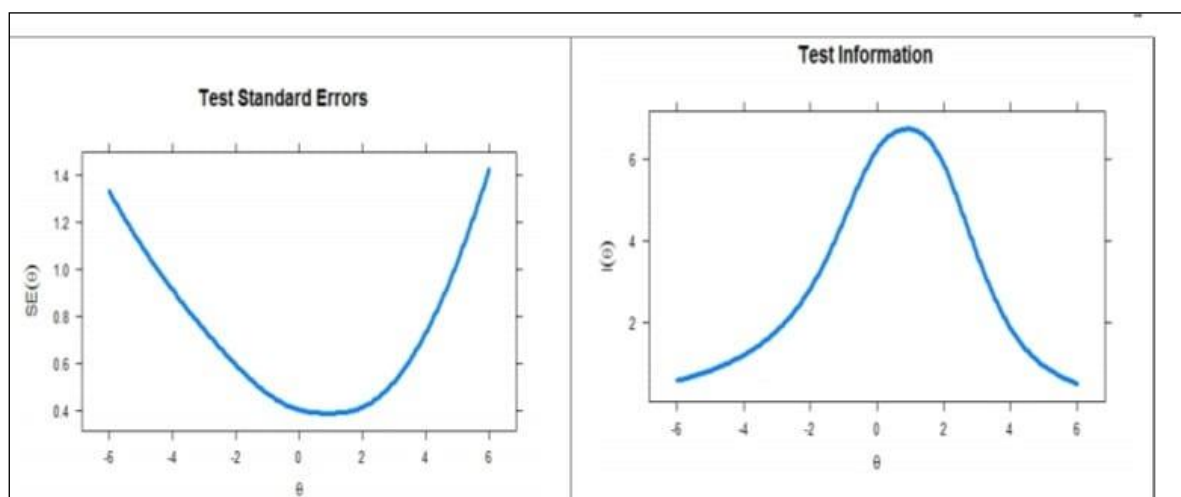 Test Standard Errors
SE(θ)
1.4
1.2
1.0
0.8
0.6
0.4
-6 -4 -2 0 2 4 6
θ
Test Information
I(θ)
6
4
2
-6 -4 -2 0 2 4 6
θ